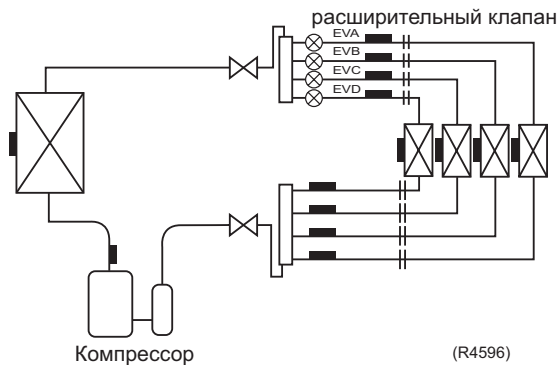 расширительный клапан
EVA
EVB
EVC
EVD
Компрессор
(R4596)